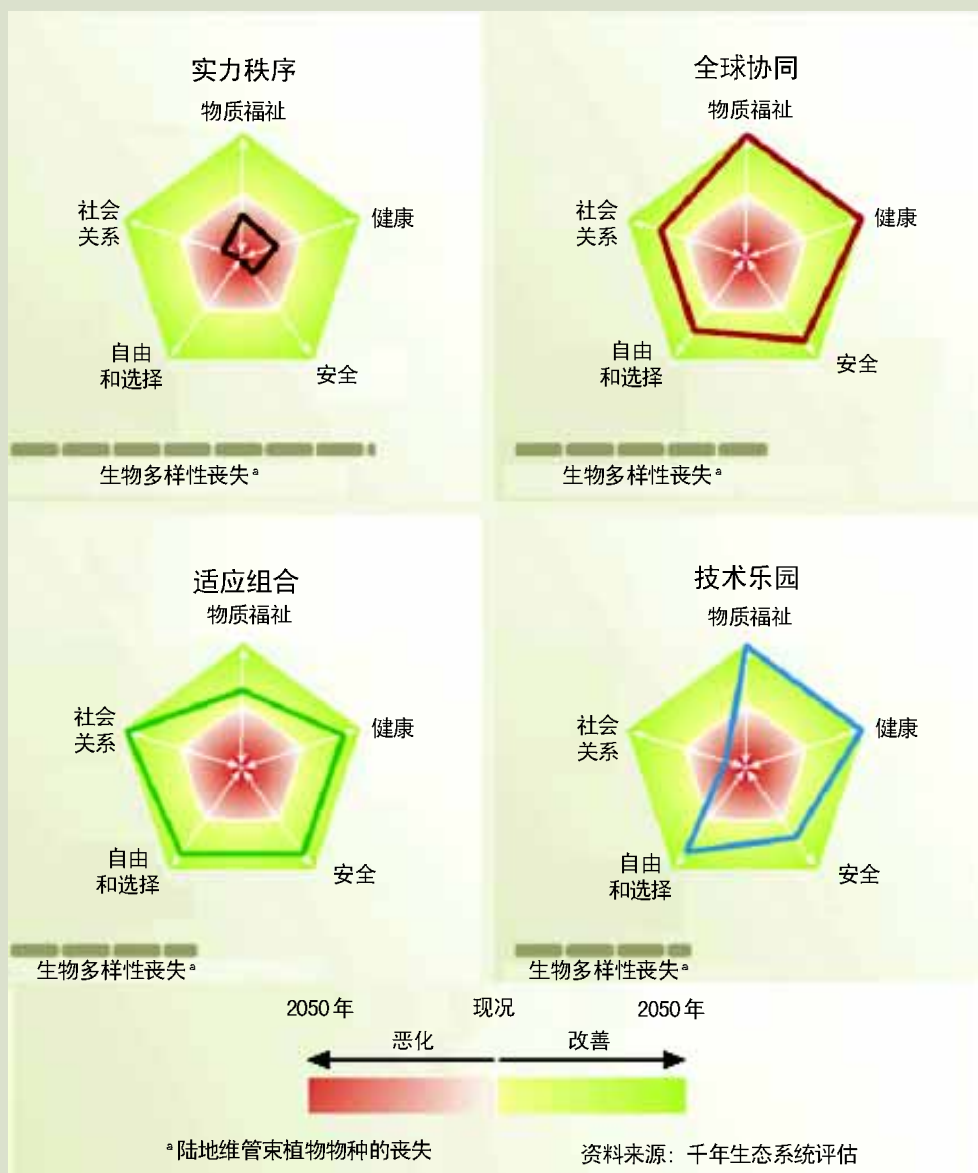 实力秩序
物质福祉
社会
关系
健康
自由
和选择
安全
生物多样性丧失ª
全球协同
物质福祉
社会
关系
健康
自由
和选择
安全
生物多样性丧失ª
适应组合
物质福祉
社会
关系
健康
自由
和选择
安全
生物多样性丧失ª
技术乐园
物质福祉
社会
关系
健康
自由
和选择
安全
生物多样性丧失ª
2050年 现况 2050年
恶化 改善
ª陆地维管束植物物种的丧失
资料来源：千年生态系统评估